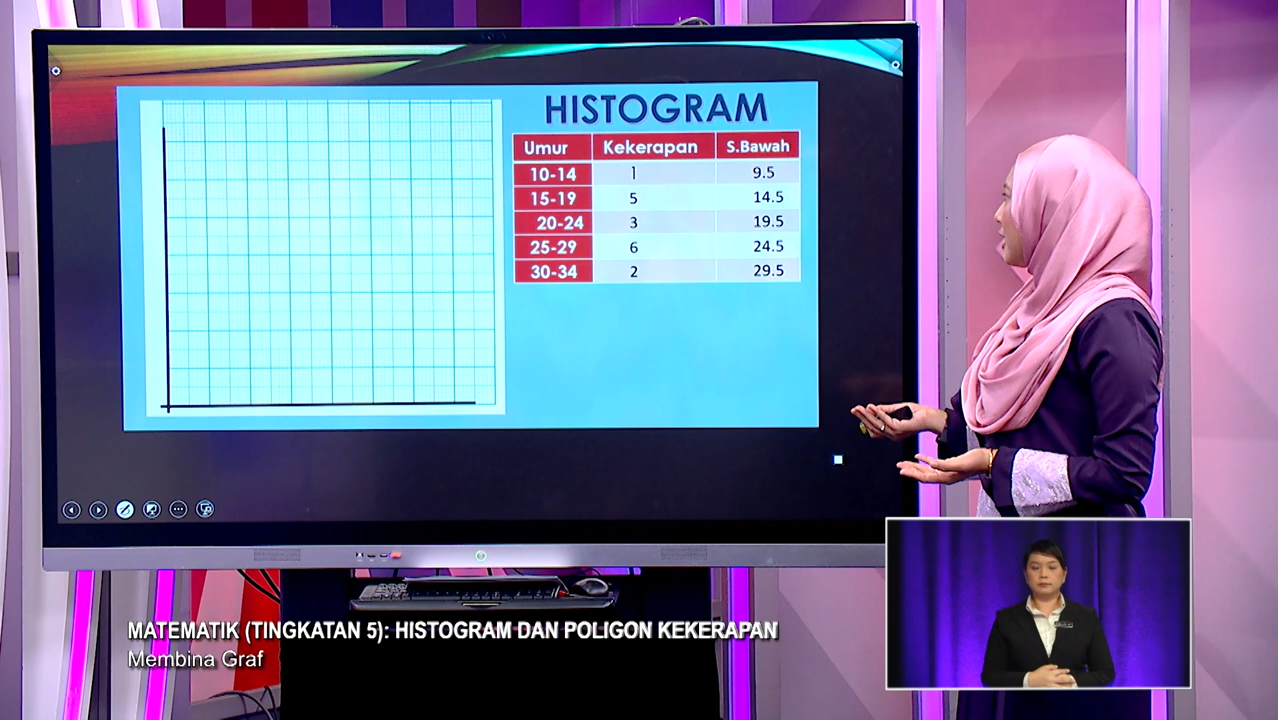 HISTOGRAM
Umur Kekerapan S.Bawah
10-14 1 9.5
15-19 5 14.5
20-24 3 19.5
25-29 6 24.5
30-34 2 29.5
MATEMATIK (TINGKATAN 5): HISTOGRAM DAN POLIGON KEKERAPAN
Membina Graf